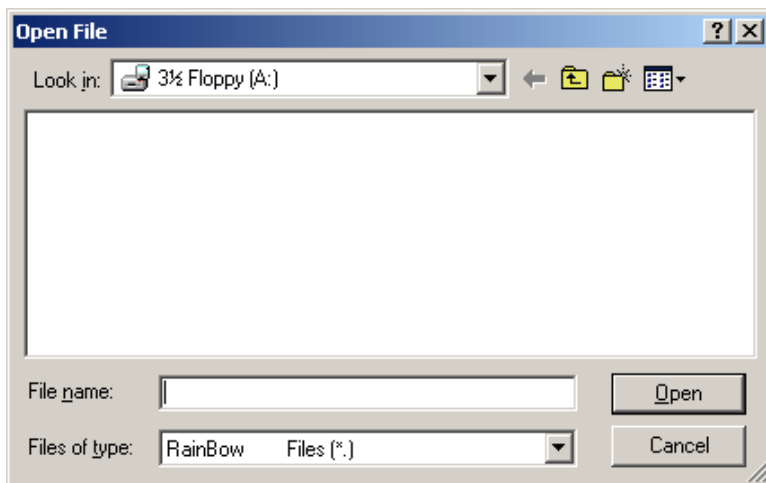 Open File
Look in: 3½ Floppy (A:)
File name: Open
Files of type: RainBow Files (*.) Cancel